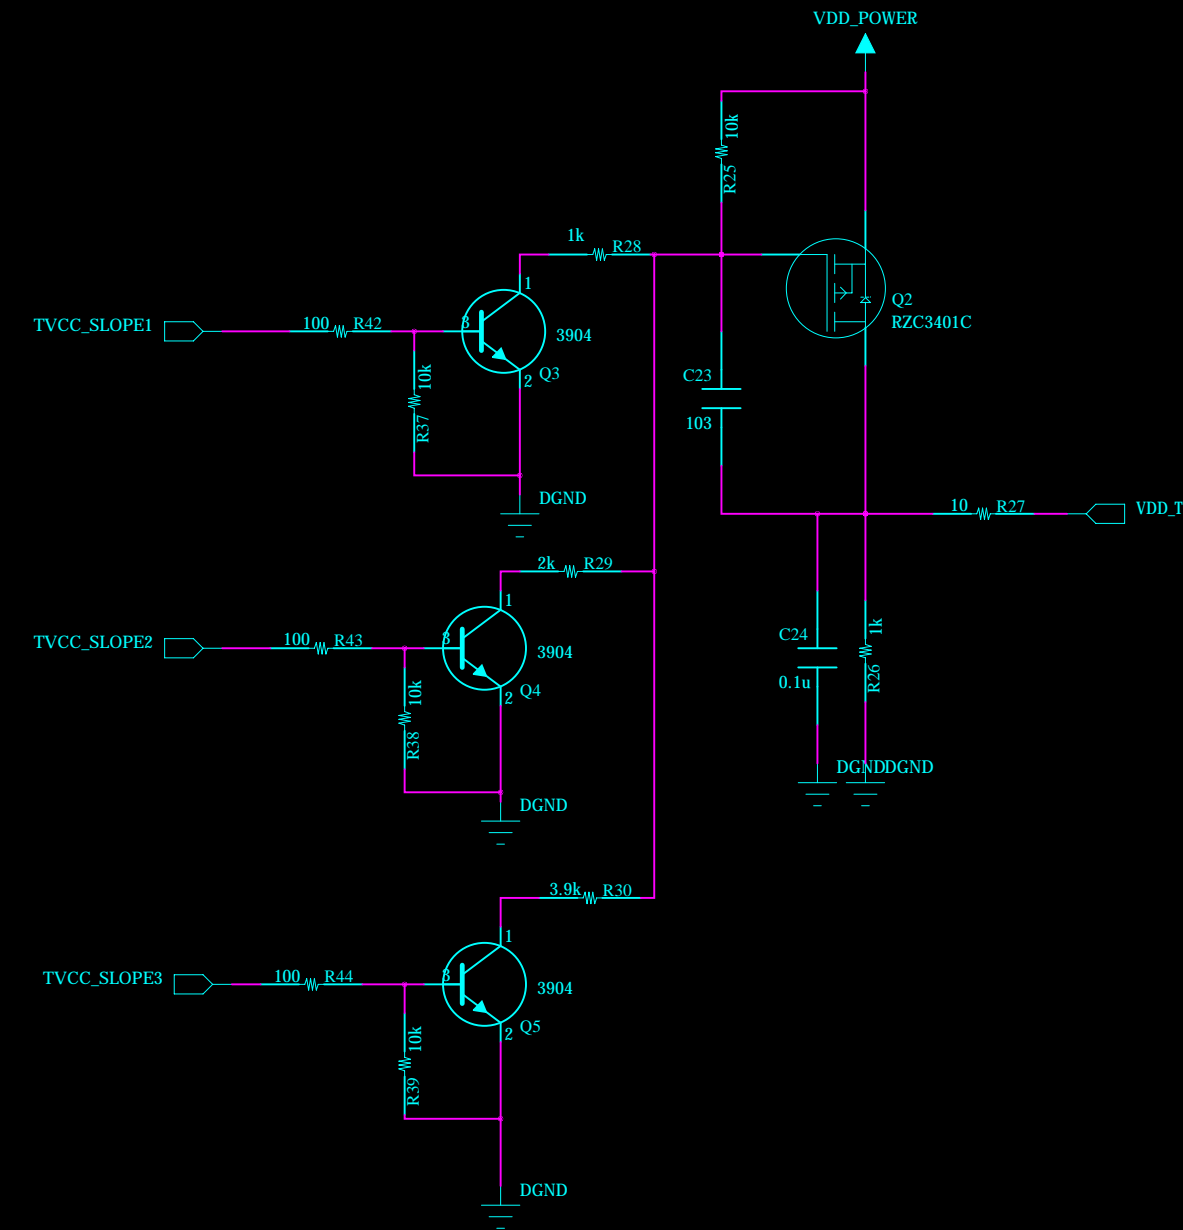 VDD_POWER
10k
R25
1k
R28
1
TVCC_SLOPE1
100
R42
3
3904
Q3
2
10k
R37
DGND
Q2
RZC3401C
C23
103
10
R27
VDD_T
2k
R29
1
TVCC_SLOPE2
100
R43
3
3904
Q4
2
10k
R38
DGND
C24
0.1u
1k
R26
DGND
DGND
3.9k
R30
1
TVCC_SLOPE3
100
R44
3
3904
Q5
2
10k
R39
DGND